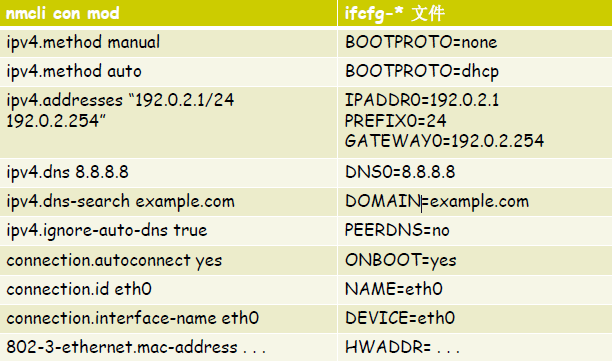 nmcli con mod ifcfg-* 文件
ipv4.method manual BOOTPROTO=none
ipv4.method auto BOOTPROTO=dhcp
ipv4.addresses “192.0.2.1/24 IPADDR0=192.0.2.1
192.0.2.254” PREFIX0=24
GATEWAY0=192.0.2.254
ipv4.dns 8.8.8.8 DNS0=8.8.8.8
ipv4.dns-search example.com DOMAIN=example.com
ipv4.ignore-auto-dns true PEERDNS=no
connection.autoconnect yes ONBOOT=yes
connection.id eth0 NAME=eth0
connection.interface-name eth0 DEVICE=eth0
802-3-ethernet.mac-address . . . HWADDR= . . .